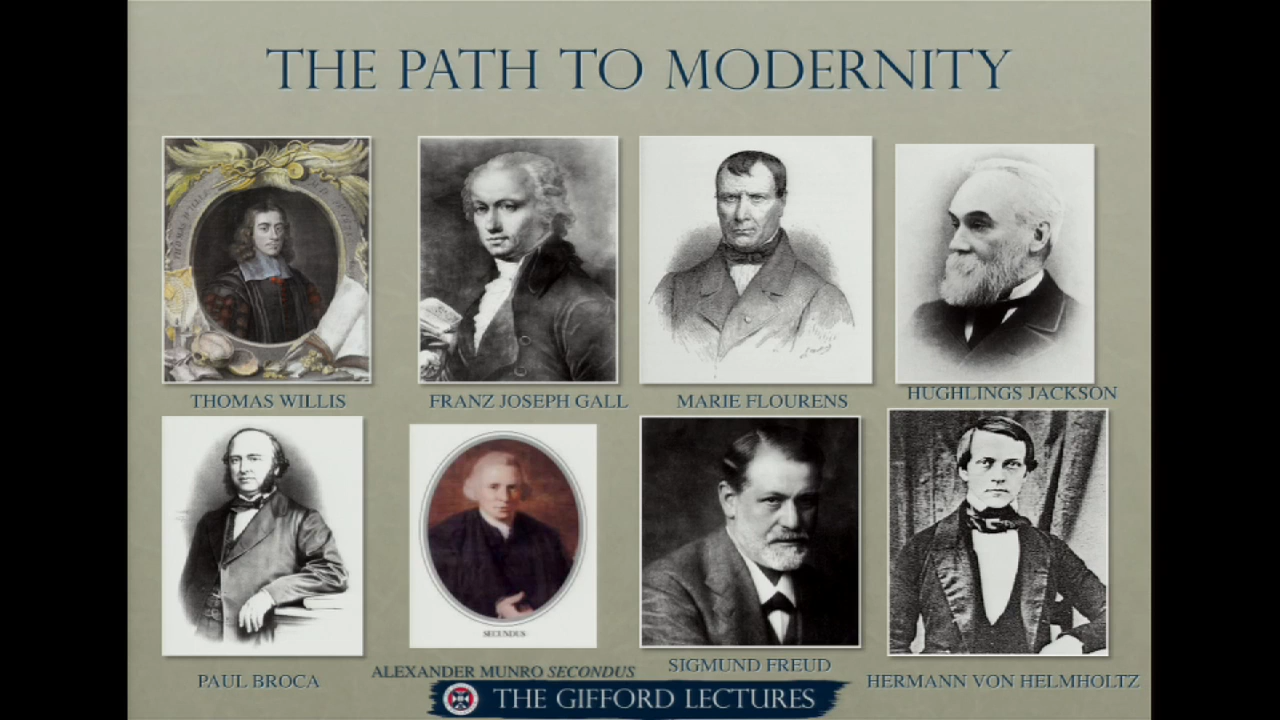 THE PATH TO MODERNITY
THOMAS WILLIS
FRANZ JOSEPH GALL
MARIE FLOURENS
HUGHLINGS JACKSON
SECUNDUS
PAUL BROCA
ALEXANDER MUNRO SECONDUS
SIGMUND FREUD
HERMANN VON HELMHOLTZ
THE GIFFORD LECTURES